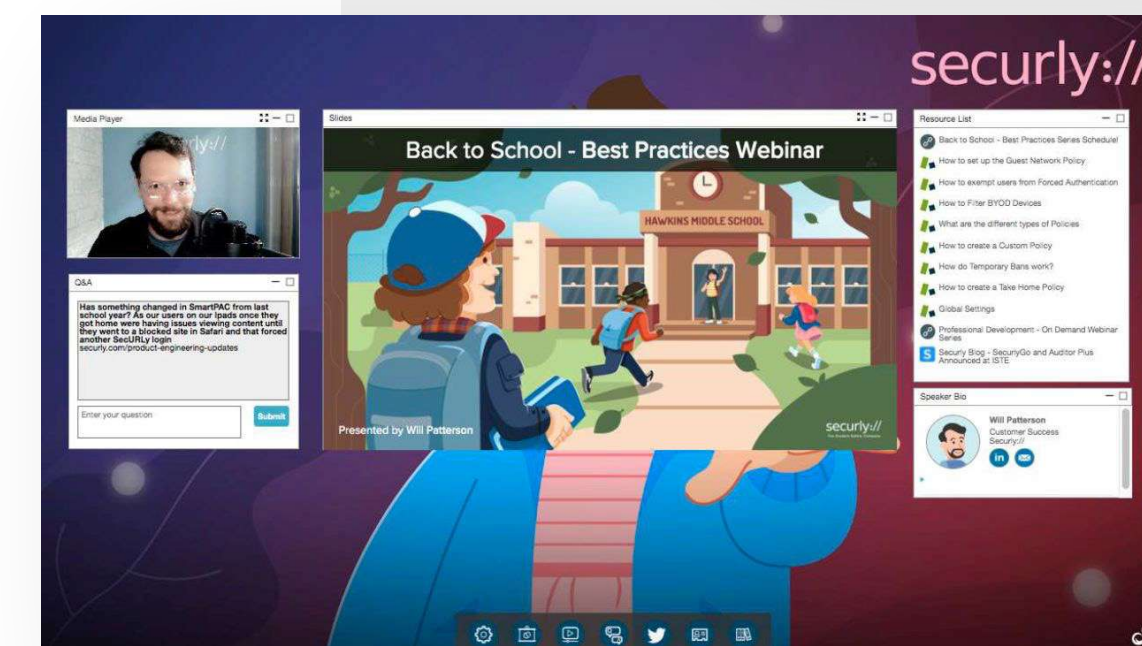 securly://
Media Player
rly://
Q&A
Has something changed in SmartPAC from last
school year? As our users on our Ipads once they
got home were having issues viewing content until
they went to a blocked site in Safari and that forced
another SecURLy login
securly.com/product-engineering-updates
Enter your question
Submit
Slides
Back to School - Best Practices Webinar
HAWKINS MIDDLE SCHOOL
Presented by Will Patterson
securly://
Resource List
Back to School - Best Practices Series Schedule!
How to set up the Guest Network Policy
How to exempt users from Forced Authentication
How to Filter BYOD Devices
What are the different types of Policies
How to create a Custom Policy
How do Temporary Bans work?
How to create a Take Home Policy
Global Settings
Professional Development - On Demand Webinar
Series
S
Securly Blog - SecurlyGo and Auditor Plus
Announced at ISTE
Speaker Bio
Will Patterson
Customer Success
Securly://
in